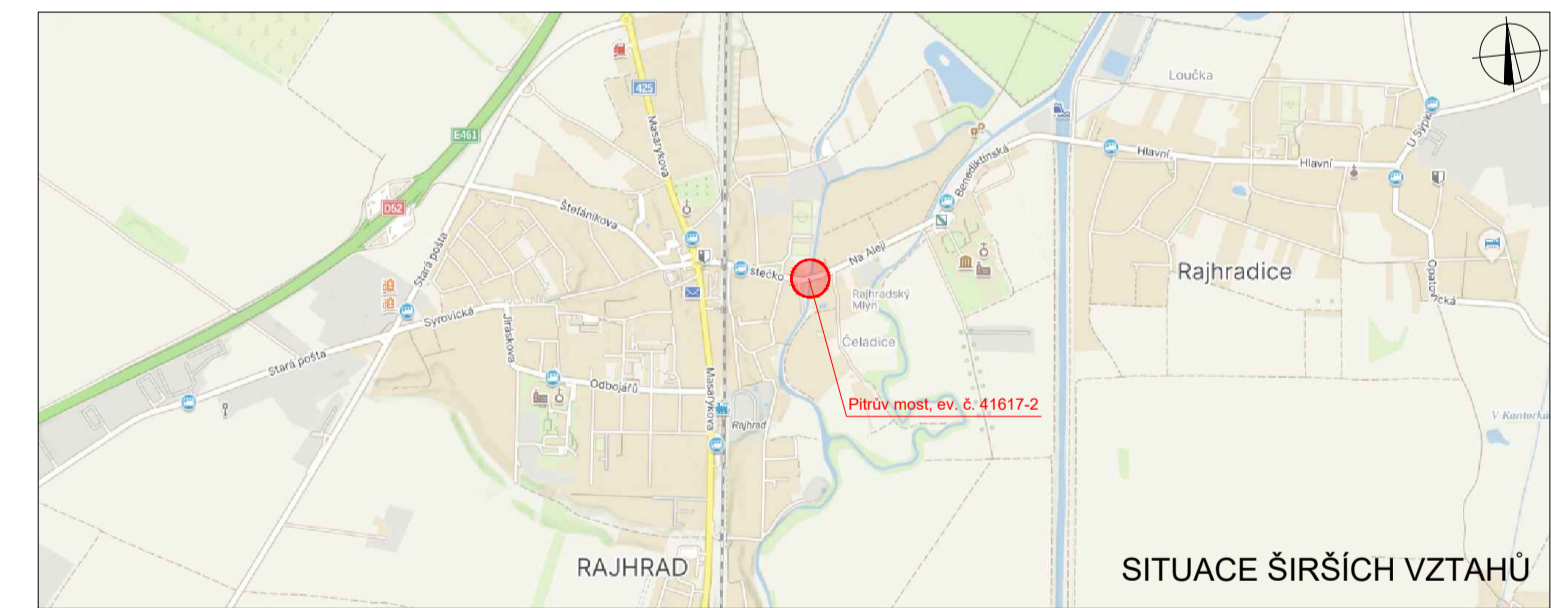 Loučka
425
E461
Masarykova
U Sýpky
Hlavní
Hlavní
Benediktinská
D52
Štefánikova
Stará pošta
Na Aleji
stečko
Rajhradice
Rajhradský
Mlýn
Syrovická
Čeladice
Jiráskova
Stará pošta
Odbojářů
Masarykova
Pitrův most, ev. č. 41617-2
V Kantorká
Rajhrad
RAJHRAD
SITUACE ŠIRŠÍCH VZTAHŮ